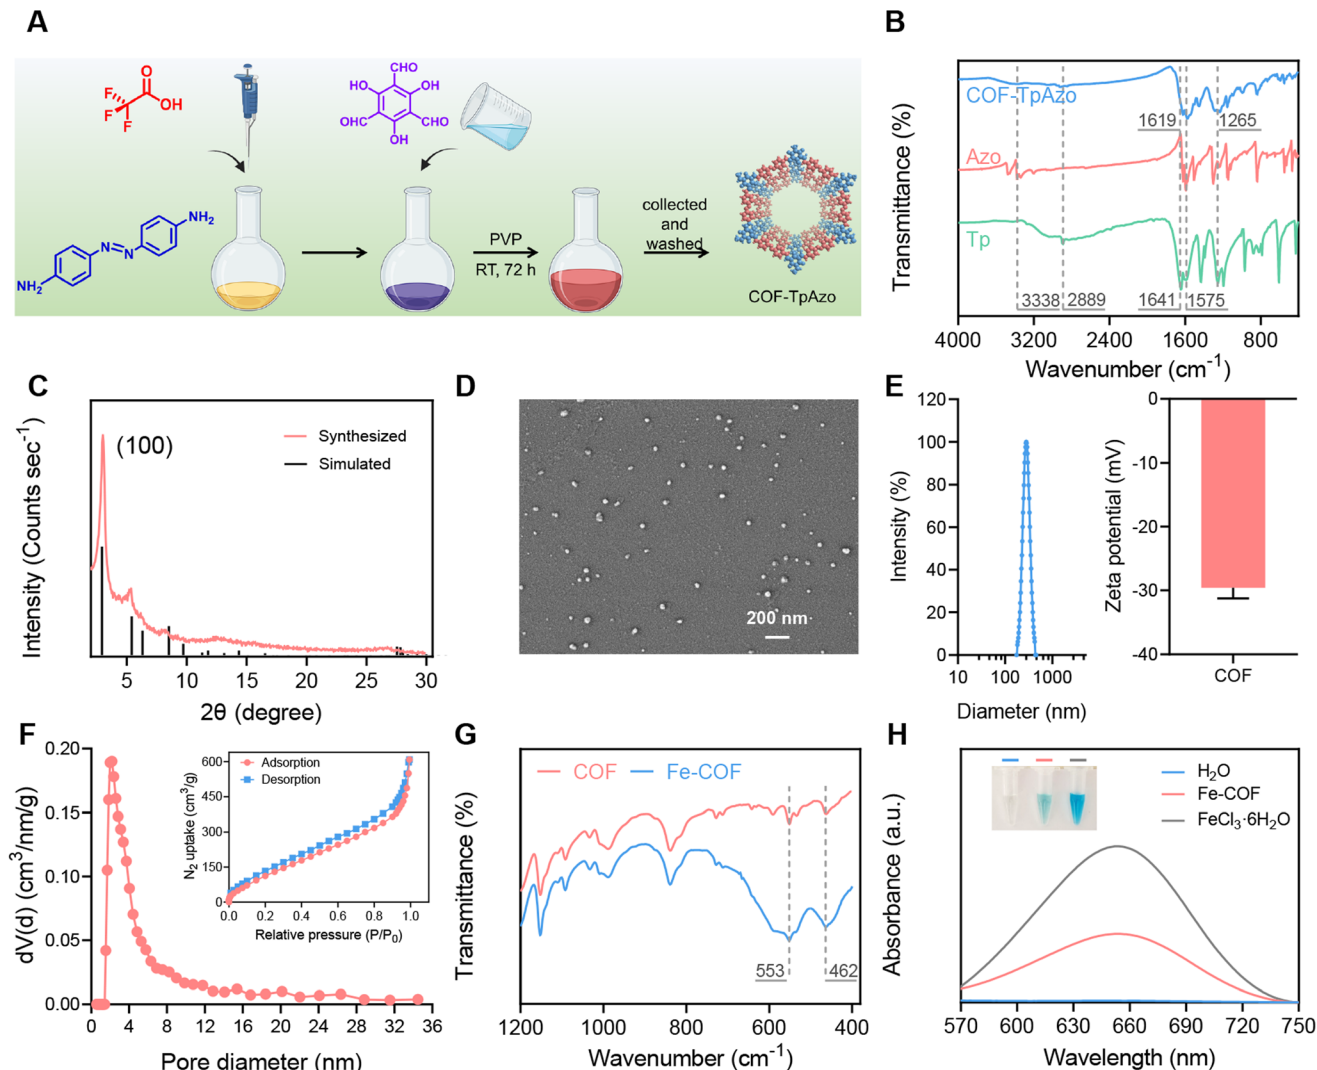 A
O
F
F
F
OH
CHO
HO
OH
OHC
CHO
OH
NH2
N
N
NH2
PVP
RT, 72 h
collected
and
washed
COF-TpAzo
B
Transmittance (%)
COF-TpAzo
1619
1265
Azo
Tp
3338
2889
1641
1575
4000 3200 2400 1600 800
Wavenumber (cm-1)
C
Intensity (Counts sec-1)
(100)
Synthesized
Simulated
5 10 15 20 25 30
2θ (degree)
D
200 nm
E
Intensity (%)
120
100
80
60
40
20
0
10 100 1000
Diameter (nm)
Zeta potential (mV)
0
-10
-20
-30
-40
COF
F
dV(d) (cm3/nm/g)
0.20
0.15
0.10
0.05
0.00
0 4 8 12 16 20 24 28 32 36
Pore diameter (nm)
N2 uptake (cm3/g)
600
450
300
150
0
Adsorption
Desorption
0.0 0.2 0.4 0.6 0.8 1.0
Relative pressure (P/P0)
G
Transmittance (%)
COF
Fe-COF
553
462
1200 1000 800 600 400
Wavenumber (cm-1)
H
Absorbance (a.u.)
H2O
Fe-COF
FeCl3·6H2O
570 600 630 660 690 720 750
Wavelength (nm)